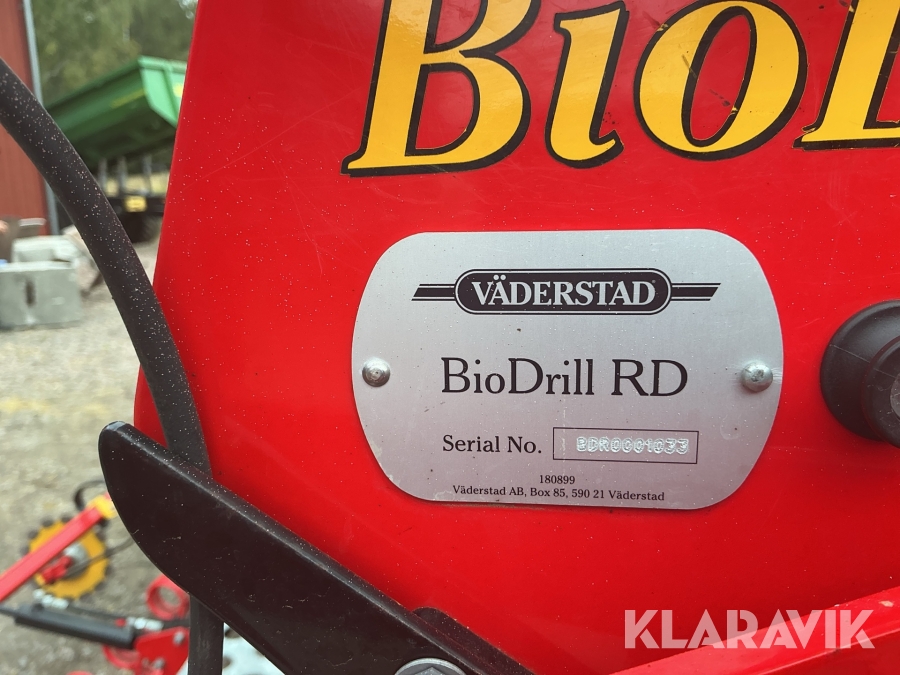 BioD
VÄDERSTAD
BioDrill RD
Serial No. BDR0001033
180899
Väderstad AB, Box 85, 590 21 Väderstad
KLARAVIK